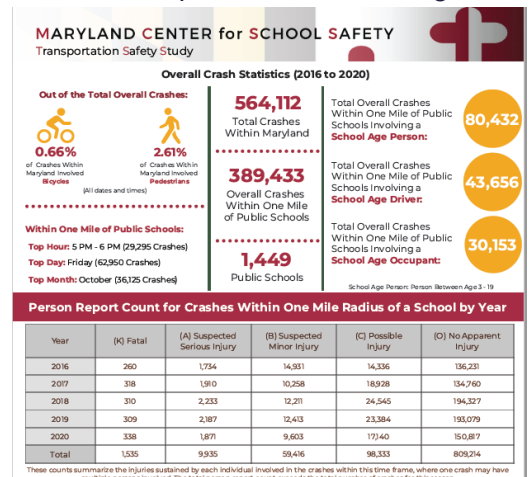 MARYLAND CENTER for SCHOOL SAFETY
Transportation Safety Study
Overall Crash Statistics (2016 to 2020)
Out of the Total Overall Crashes:
0.66%
of Crashes Within
Maryland Involved
Bicycles
2.61%
of Crashes Within
Maryland Involved
Pedestrians
(All dates and times)
Within One Mile of Public Schools:
Top Hour: 5 PM - 6 PM (29,295 Crashes)
Top Day: Friday (62,950 Crashes)
Top Month: October (36,125 Crashes)
564,112
Total Crashes
Within Maryland
389,433
Overall Crashes
Within One Mile
of Public Schools
1,449
Public Schools
Total Overall Crashes
Within One Mile of Public
Schools Involving a
School Age Person:
80,432
Total Overall Crashes
Within One Mile of Public
Schools Involving a
School Age Driver:
43,656
Total Overall Crashes
Within One Mile of Public
Schools Involving a
School Age Occupant:
30,153
School Age Person: Person Between Age 3 - 19
Person Report Count for Crashes Within One Mile Radius of a School by Year
Year (K) Fatal (A) Suspected Serious Injury (B) Suspected Minor Injury (C) Possible Injury (O) No Apparent Injury
2016 260 1,734 14,931 14,336 136,231
2017 318 1,910 10,258 18,928 134,760
2018 310 2,233 12,211 24,545 194,327
2019 309 2,187 12,413 23,384 193,079
2020 338 1,871 9,603 17,140 150,817
Total 1,535 9,935 59,416 98,333 809,214
These counts summarize the injuries sustained by each individual involved in the crashes within this time frame, where one crash may have